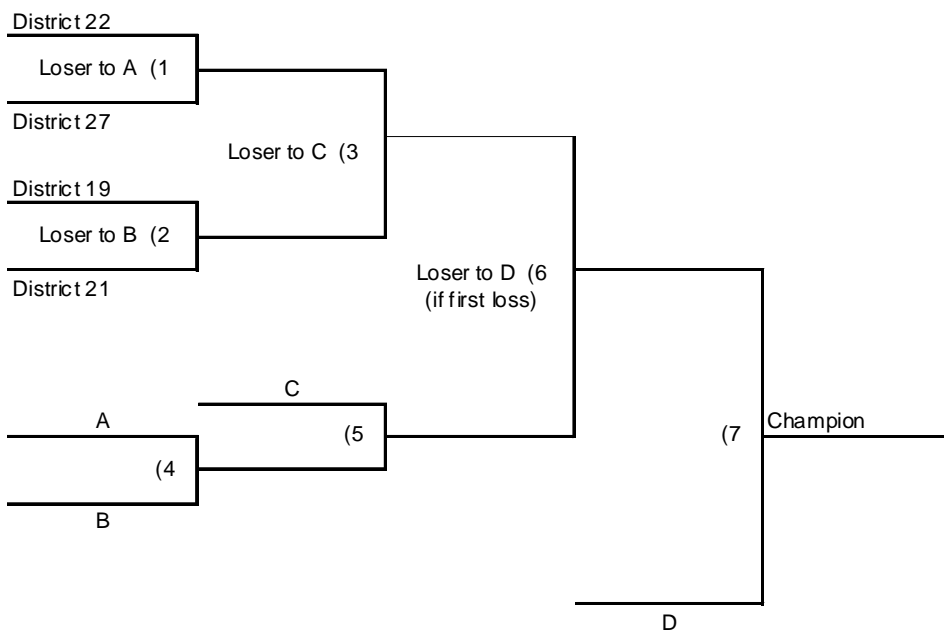 District 22
Loser to A (1
District 27
Loser to C (3
District 19
Loser to B (2
District 21
Loser to D (6
(if first loss)
C
A
(5
Champion
(7
(4
B
D